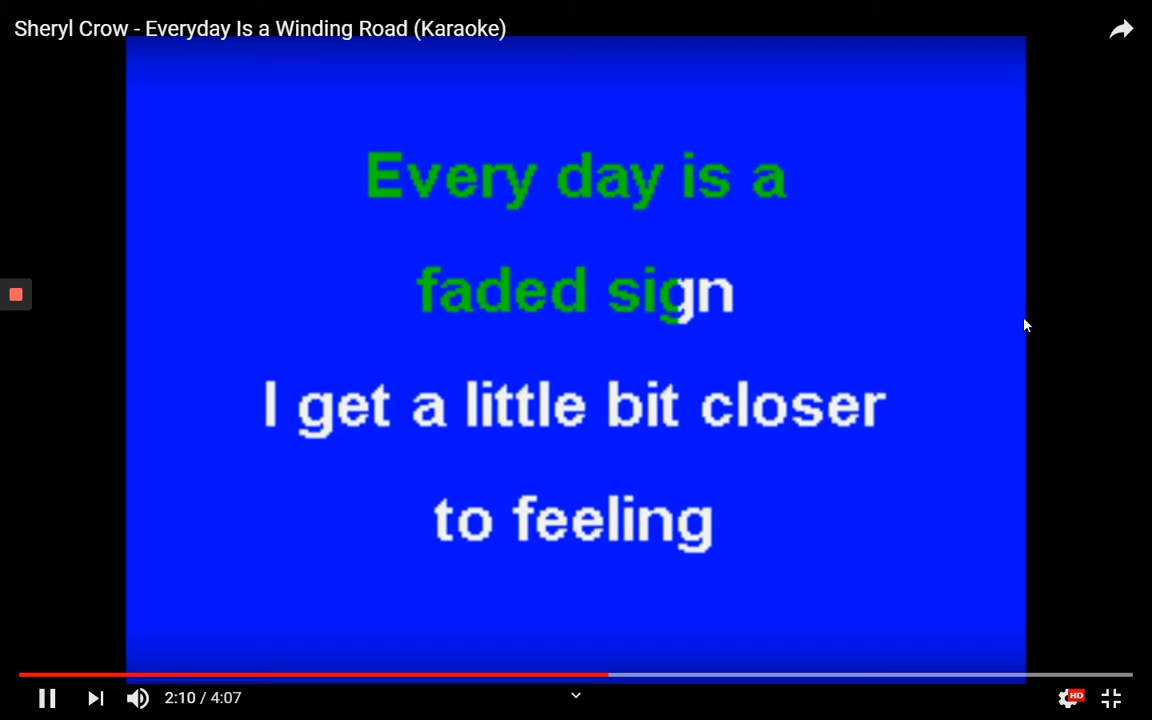 Sheryl Crow - Everyday Is a Winding Road (Karaoke)
Every day is a
faded sign
I get a little bit closer
to feeling
2:10 / 4:07
HD